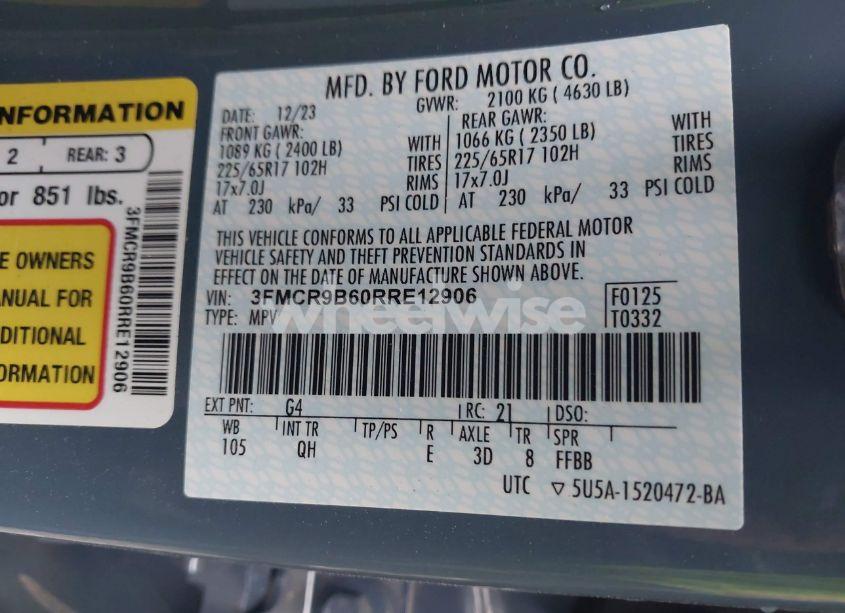 NFORMATION
2 REAR: 3
or 851 lbs.
E OWNERS
ANUAL FOR
DITIONAL
ORMATION
3FMCR9B60RRE12906
MFD. BY FORD MOTOR CO.
DATE: 12/23 GVWR: 2100 KG ( 4630 LB)
FRONT GAWR: REAR GAWR:
1089 KG ( 2400 LB) WITH 1066 KG ( 2350 LB) WITH
225/65R17 102H TIRES 225/65R17 102H TIRES
17x7.0J RIMS 17x7.0J RIMS
AT 230 kPa/ 33 PSI COLD AT 230 kPa/ 33 PSI COLD
THIS VEHICLE CONFORMS TO ALL APPLICABLE FEDERAL MOTOR
VEHICLE SAFETY AND THEFT PREVENTION STANDARDS IN
EFFECT ON THE DATE OF MANUFACTURE SHOWN ABOVE.
VIN: 3FMCR9B60RRE12906 F0125
TYPE: MPV T0332
wheelwise
EXT PNT: G4 RC: 21 DSO:
WB INT TR TP/PS R AXLE TR SPR
105 QH E 3D 8 FFBB
UTC ▽ 5U5A-1520472-BA